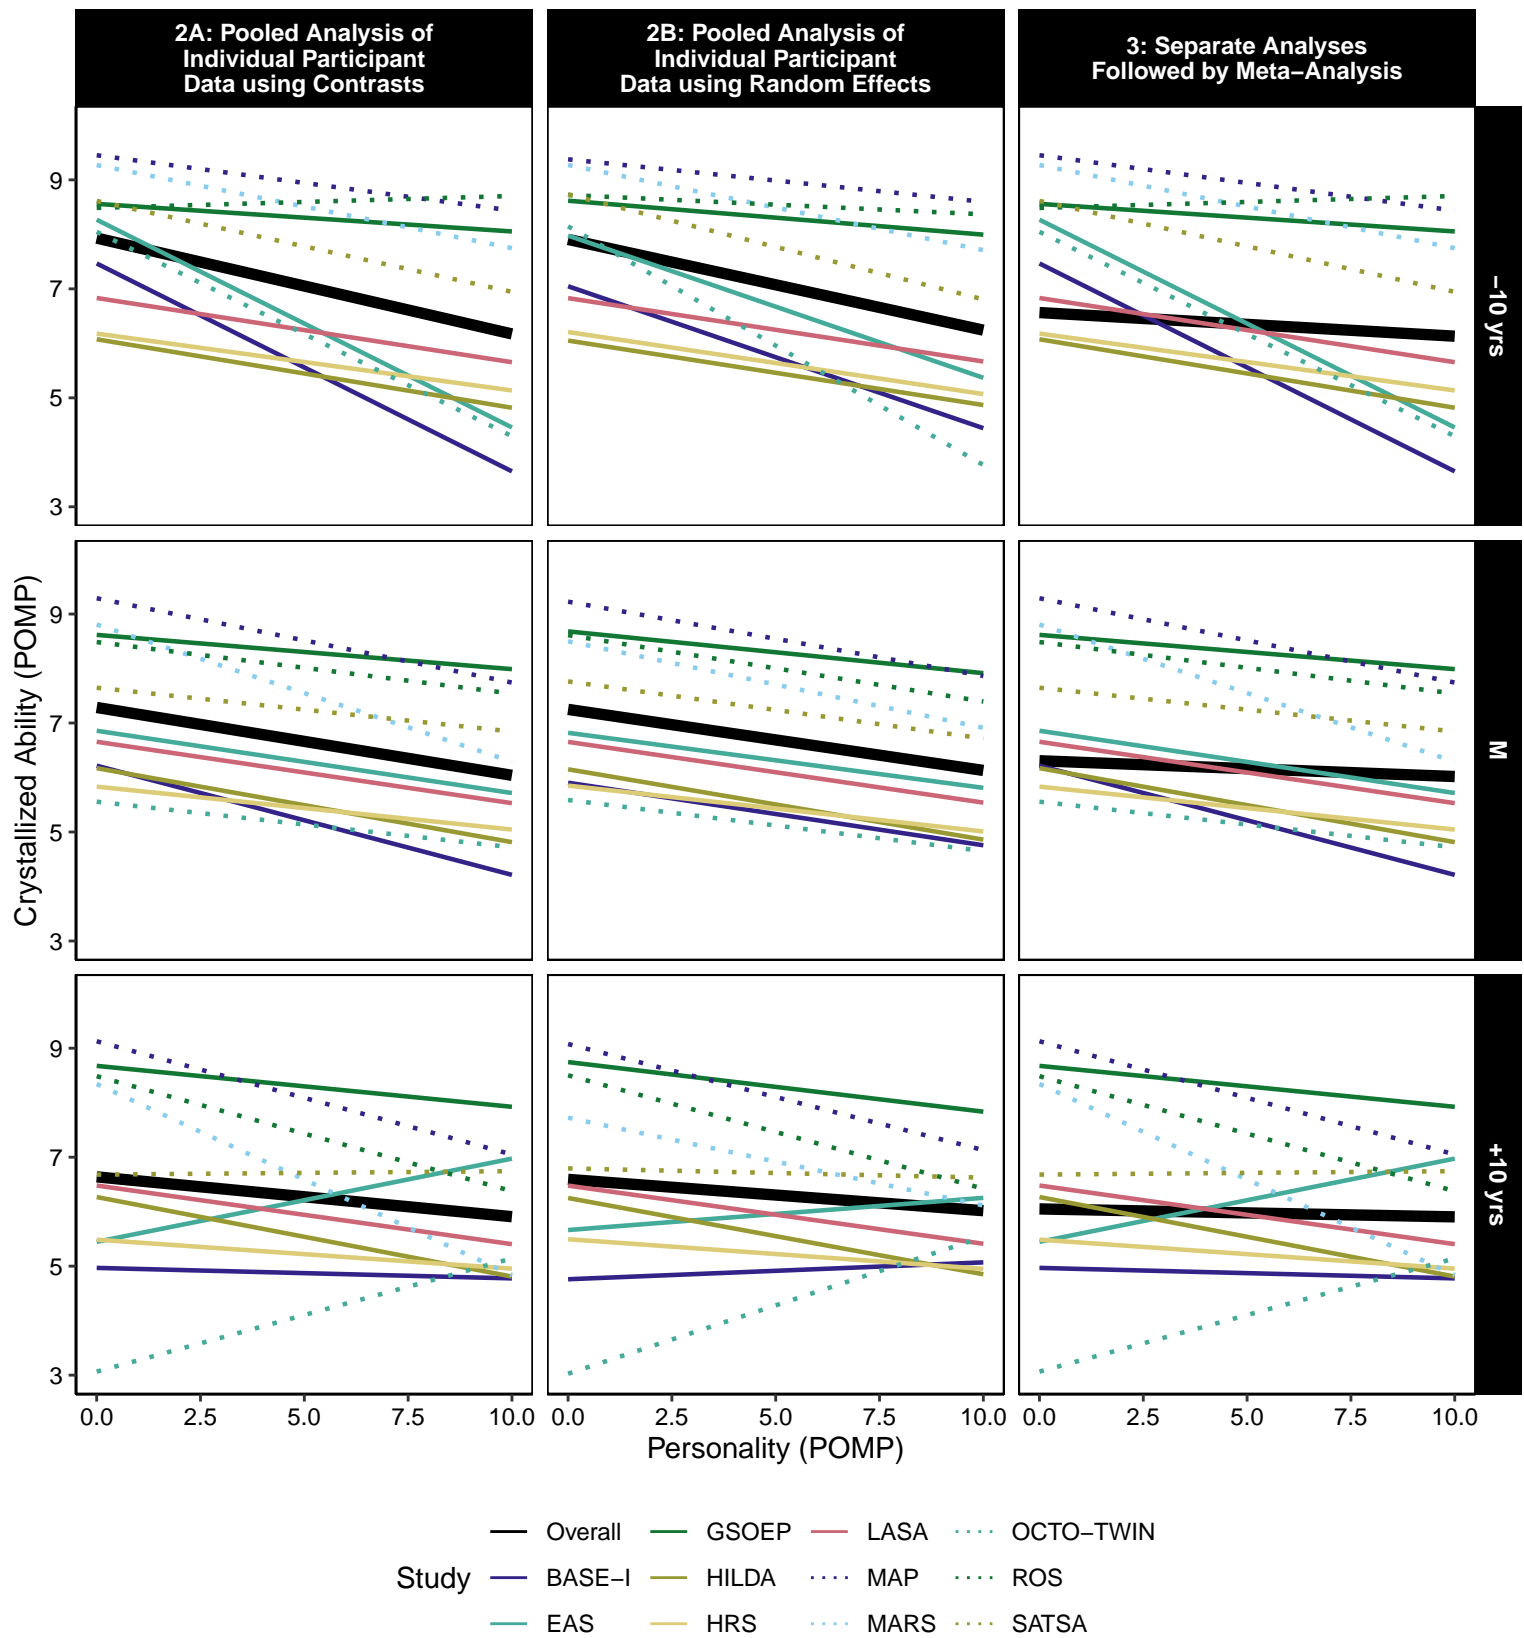 2A: Pooled Analysis of
Individual Participant
Data using Contrasts
2B: Pooled Analysis of
Individual Participant
Data using Random Effects
3: Separate Analyses
Followed by Meta−Analysis
9
7
5
3
−10 yrs
9
7
5
3
M
9
7
5
3
+10 yrs
Crystallized Ability (POMP)
0.0 2.5 5.0 7.5 10.0 0.0 2.5 5.0 7.5 10.0 0.0 2.5 5.0 7.5 10.0
Personality (POMP)
Study
Overall GSOEP LASA OCTO−TWIN
BASE−I HILDA MAP ROS
EAS HRS MARS SATSA